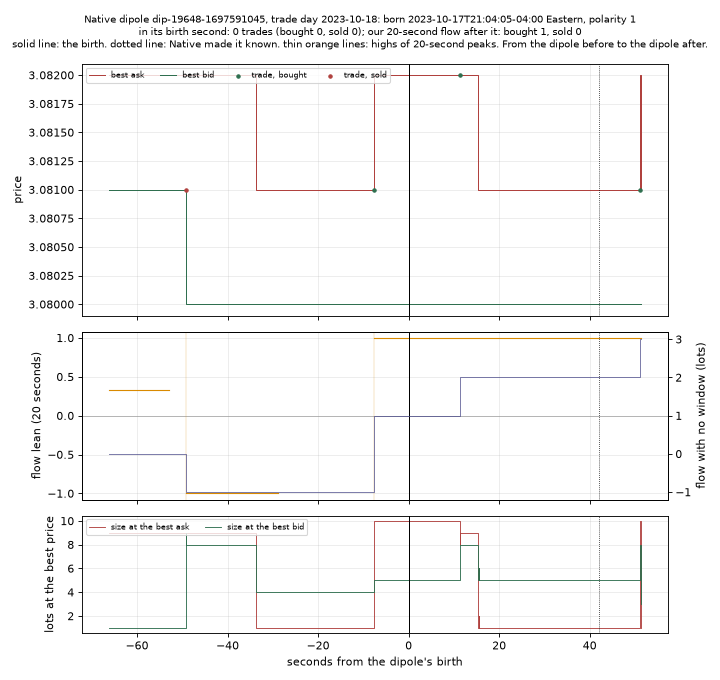 Native dipole dip-19648-1697591045, trade day 2023-10-18: born 2023-10-17T21:04:05-04:00 Eastern, polarity 1
in its birth second: 0 trades (bought 0, sold 0); our 20-second flow after it: bought 1, sold 0
solid line: the birth. dotted line: Native made it known. thin orange lines: highs of 20-second peaks. From the dipole before to the dipole after.
best ask best bid trade, bought trade, sold
3.08200
3.08175
3.08150
3.08125
3.08100
3.08075
3.08050
3.08025
3.08000
price
1.0
0.5
0.0
−0.5
−1.0
flow lean (20 seconds)
3
2
1
0
−1
flow with no window (lots)
size at the best ask size at the best bid
10
8
6
4
2
lots at the best price
−60 −40 −20 0 20 40
seconds from the dipole's birth